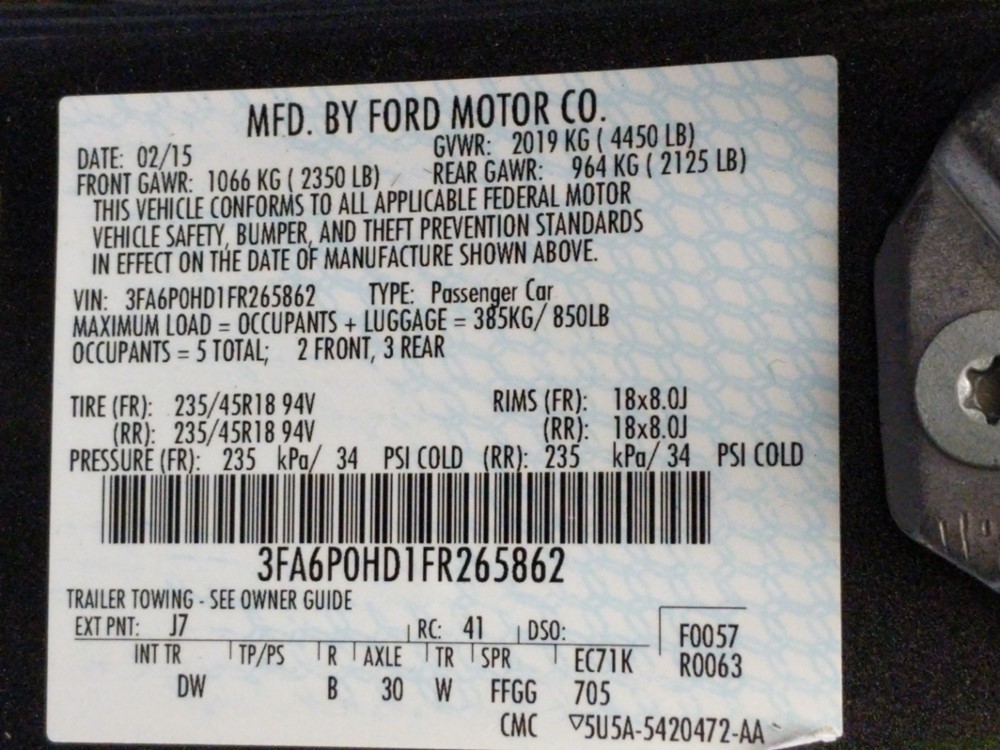 MFD. BY FORD MOTOR CO.
DATE: 02/15 GVWR: 2019 KG ( 4450 LB)
FRONT GAWR: 1066 KG ( 2350 LB) REAR GAWR: 964 KG ( 2125 LB)
THIS VEHICLE CONFORMS TO ALL APPLICABLE FEDERAL MOTOR
VEHICLE SAFETY, BUMPER, AND THEFT PREVENTION STANDARDS
IN EFFECT ON THE DATE OF MANUFACTURE SHOWN ABOVE.
VIN: 3FA6P0HD1FR265862 TYPE: Passenger Car
MAXIMUM LOAD = OCCUPANTS + LUGGAGE = 385KG/ 850LB
OCCUPANTS = 5 TOTAL; 2 FRONT, 3 REAR
TIRE (FR): 235/45R18 94V RIMS (FR): 18x8.0J
(RR): 235/45R18 94V (RR): 18x8.0J
PRESSURE (FR): 235 kPa/ 34 PSI COLD (RR): 235 kPa/ 34 PSI COLD
3FA6P0HD1FR265862
TRAILER TOWING - SEE OWNER GUIDE
EXT PNT: J7 RC: 41 DSO: F0057
INT TR TP/PS R AXLE TR SPR EC71K R0063
DW B 30 W FFGG 705
CMC ▽5U5A-5420472-AA